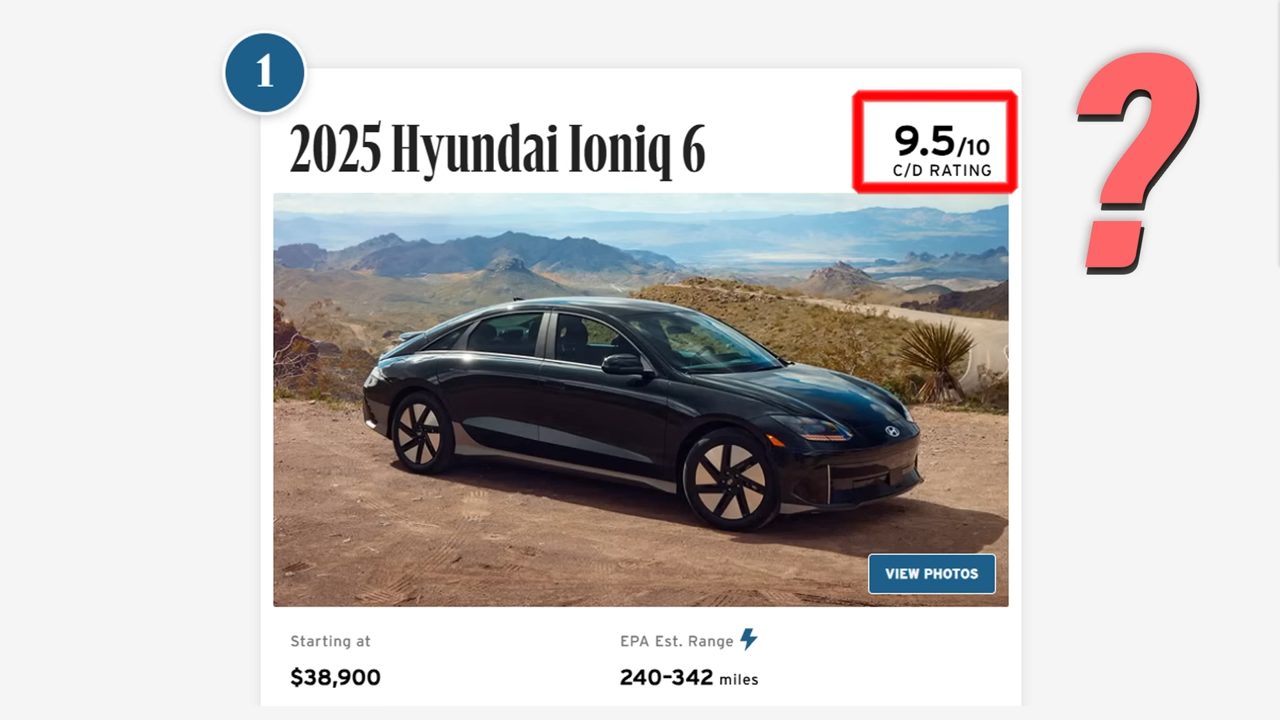 1
2025 Hyundai Ioniq 6
9.5/10
C/D RATING
?
VIEW PHOTOS
Starting at
EPA Est. Range
$38,900
240-342 miles